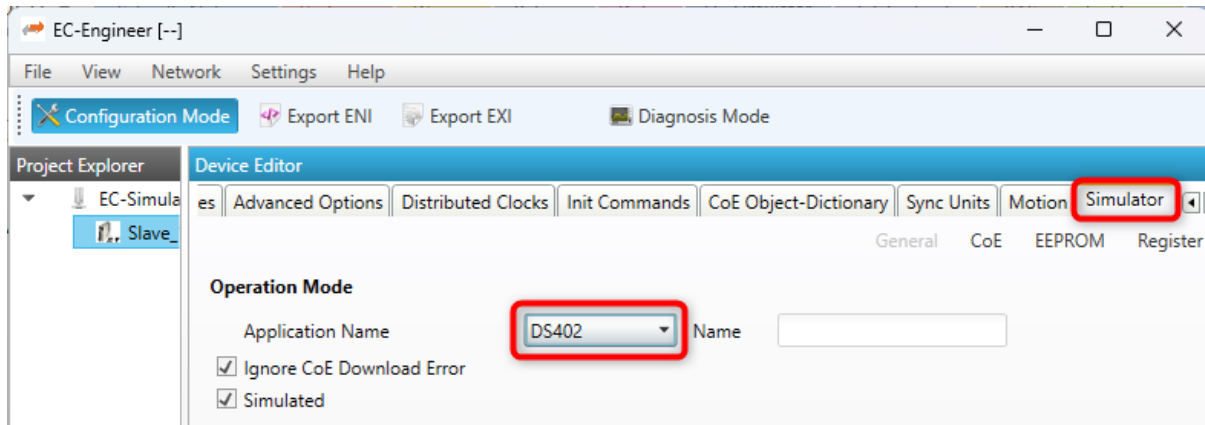 EC-Engineer [--]
File View Network Settings Help
Configuration Mode Export ENI Export EXI Diagnosis Mode
Project Explorer Device Editor
EC-Simula es Advanced Options Distributed Clocks Init Commands CoE Object-Dictionary Sync Units Motion Simulator
Slave_ General CoE EEPROM Register
Operation Mode
Application Name DS402 Name
Ignore CoE Download Error
Simulated